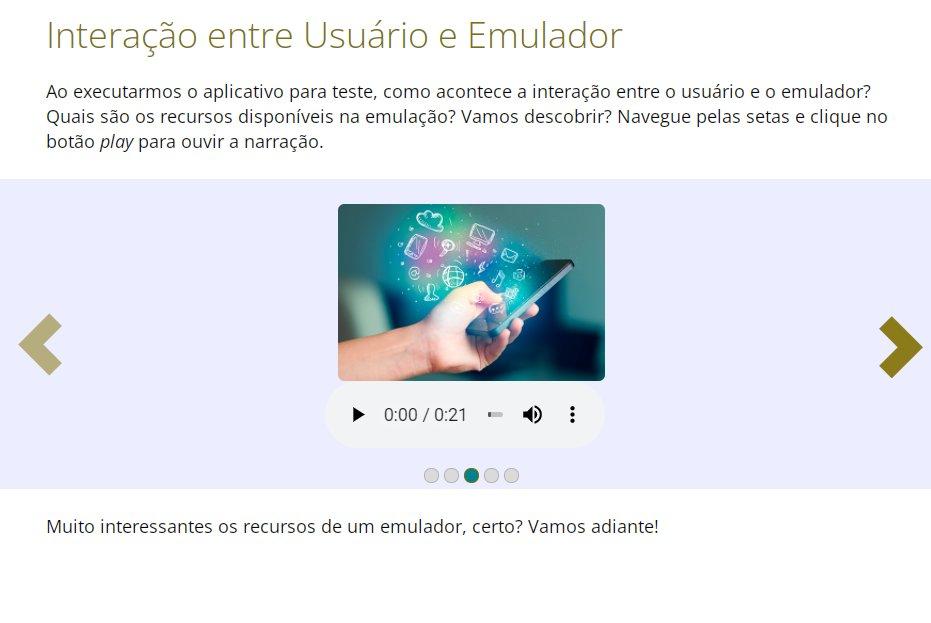 Interação entre Usuário e Emulador
Ao executarmos o aplicativo para teste, como acontece a interação entre o usuário e o emulador?
Quais são os recursos disponíveis na emulação? Vamos descobrir? Navegue pelas setas e clique no
botão play para ouvir a narração.
0:00 / 0:21
Muito interessantes os recursos de um emulador, certo? Vamos adiante!